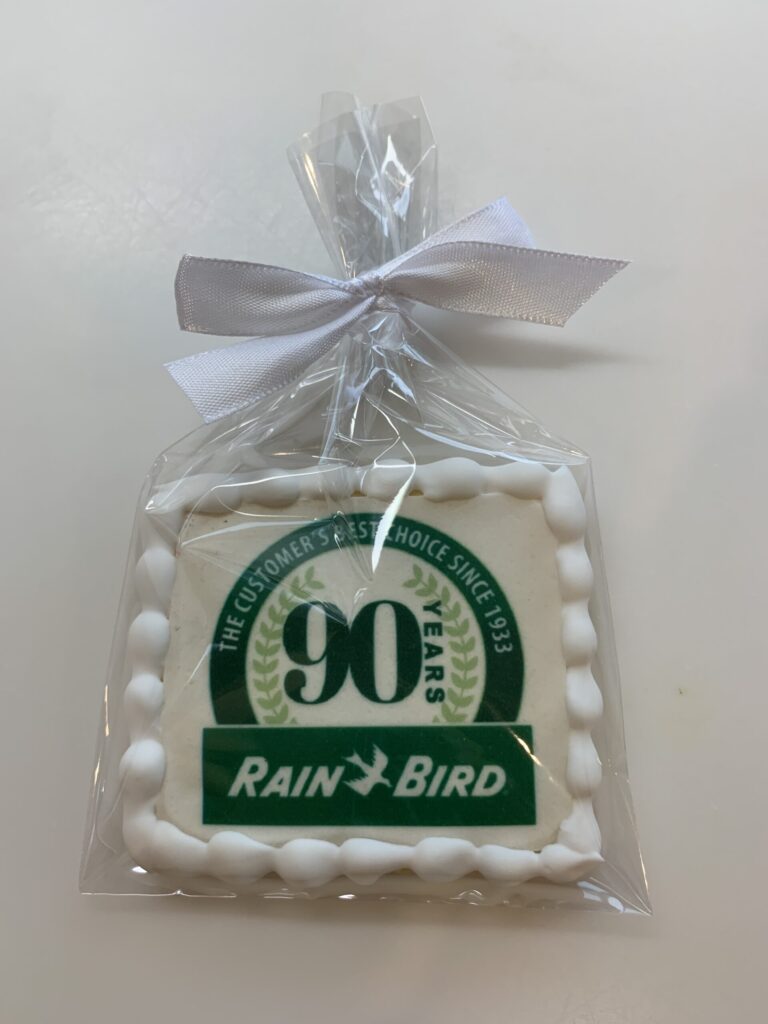 THE CUSTOMER'S BEST CHOICE SINCE 1933
90
YEARS
RAIN BIRD